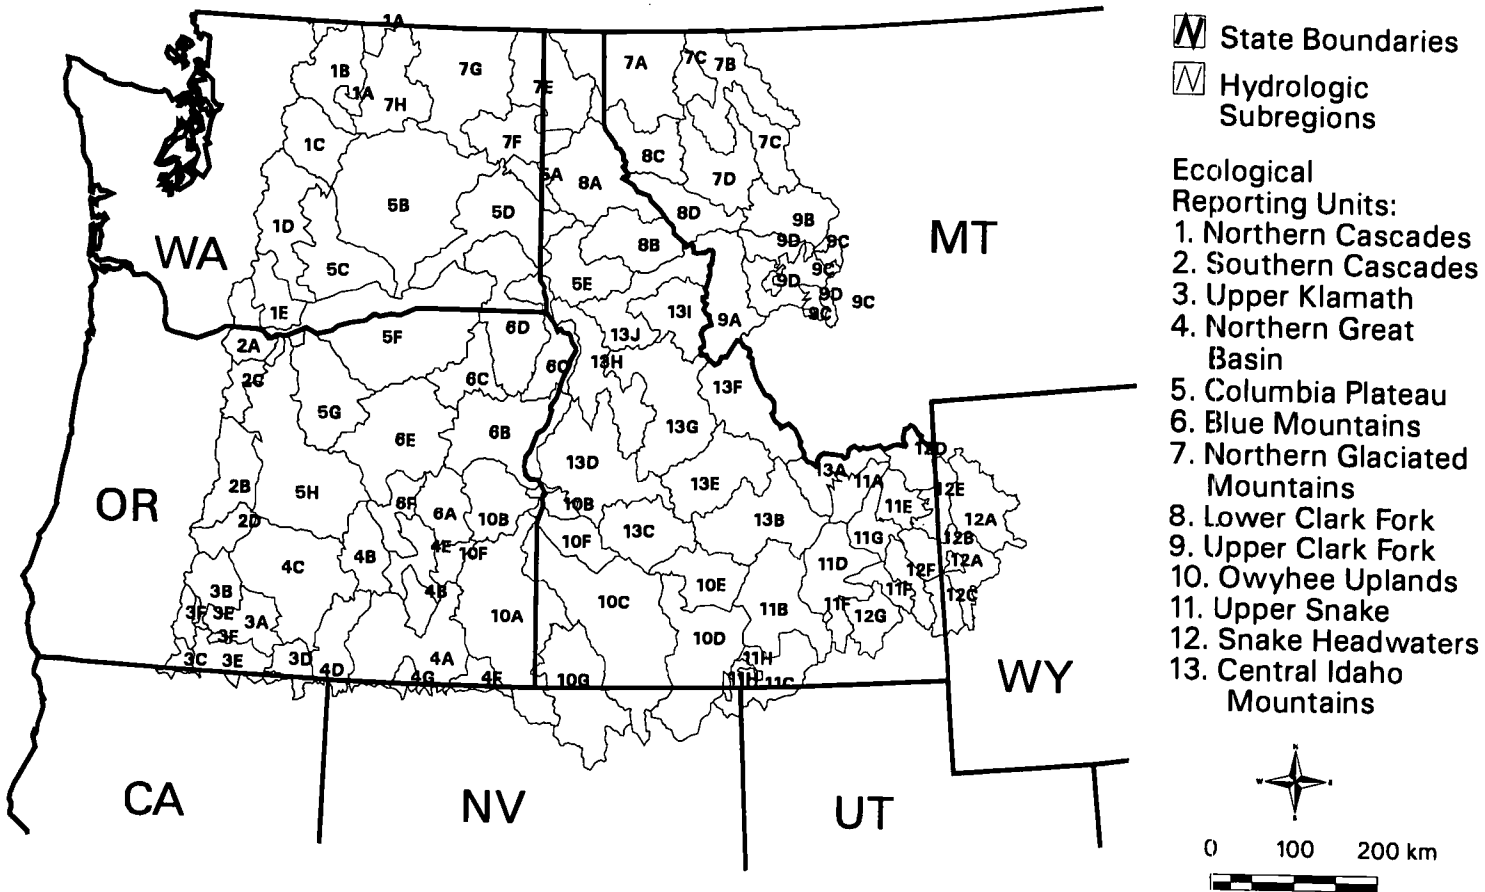 State Boundaries
Hydrologic
Subregions
Ecological
Reporting Units:
1. Northern Cascades
2. Southern Cascades
3. Upper Klamath
4. Northern Great
Basin
5. Columbia Plateau
6. Blue Mountains
7. Northern Glaciated
Mountains
8. Lower Clark Fork
9. Upper Clark Fork
10. Owyhee Uplands
11. Upper Snake
12. Snake Headwaters
13. Central Idaho
Mountains
0 100 200 km
WA
MT
OR
WY
CA
NV
UT
1A
1B
1A
7H
7G
7E
7A
7C
7B
1C
7F
8C
7C
5A
8A
7D
5B
5D
8D
9B
1D
8B
9D
9C
5C
5E
9D
9C
9D
9C
9C
1E
13I
9A
6D
13J
2A
5F
13H
2C
6C
6C
13F
5G
6E
6B
13G
13D
2B
5H
6F
6A
10B
10B
13E
13A
11A
12D
12E
11E
2D
13C
13B
12A
4E
10F
10F
11G
12B
4B
4C
11D
12F
12A
3B
4B
10E
11F
12C
3F
3E
3A
10A
10C
11B
11F
12G
3F
10D
3C
3E
3D
4D
4A
4G
4F
10G
11H
11H
11C